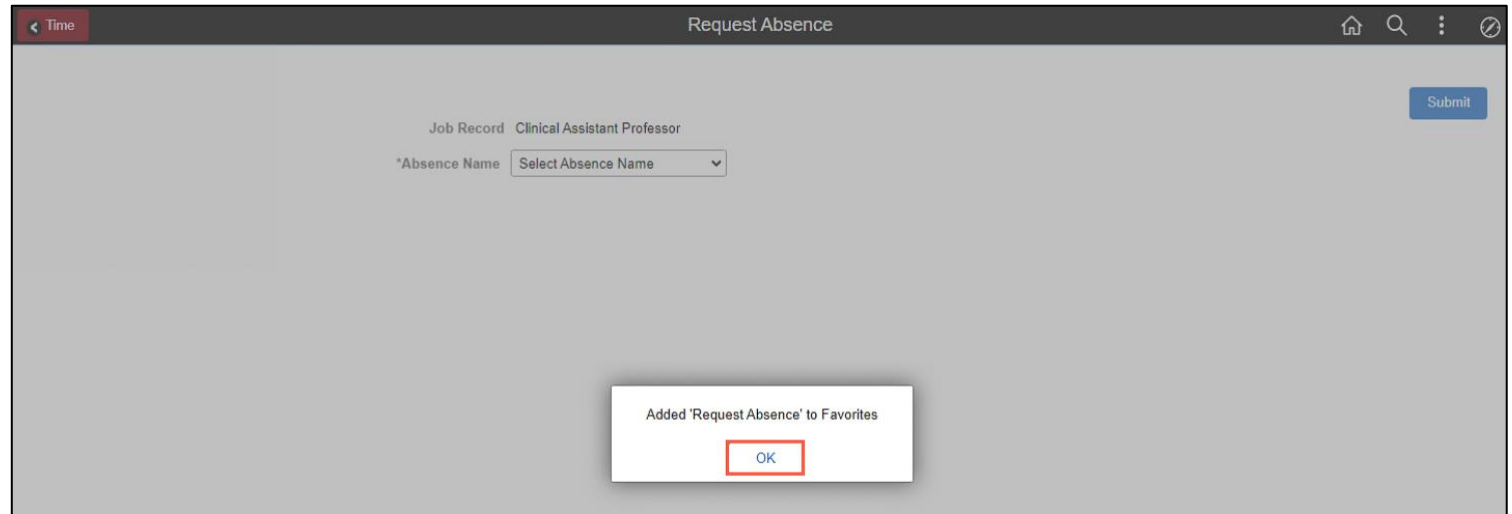 Time
Request Absence
Submit
Job Record Clinical Assistant Professor
*Absence Name Select Absence Name
Added 'Request Absence' to Favorites
OK